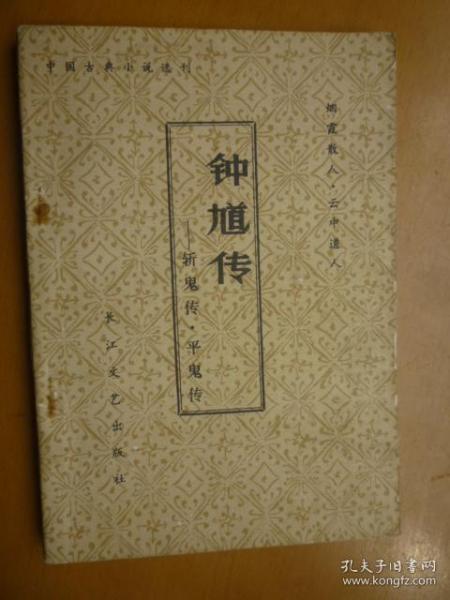 中国古典小说选刊
烟霞散人·云中道人
钟馗传
——斩鬼传·平鬼传
长江文艺出版社
孔夫子旧书网
www.kongfz.com